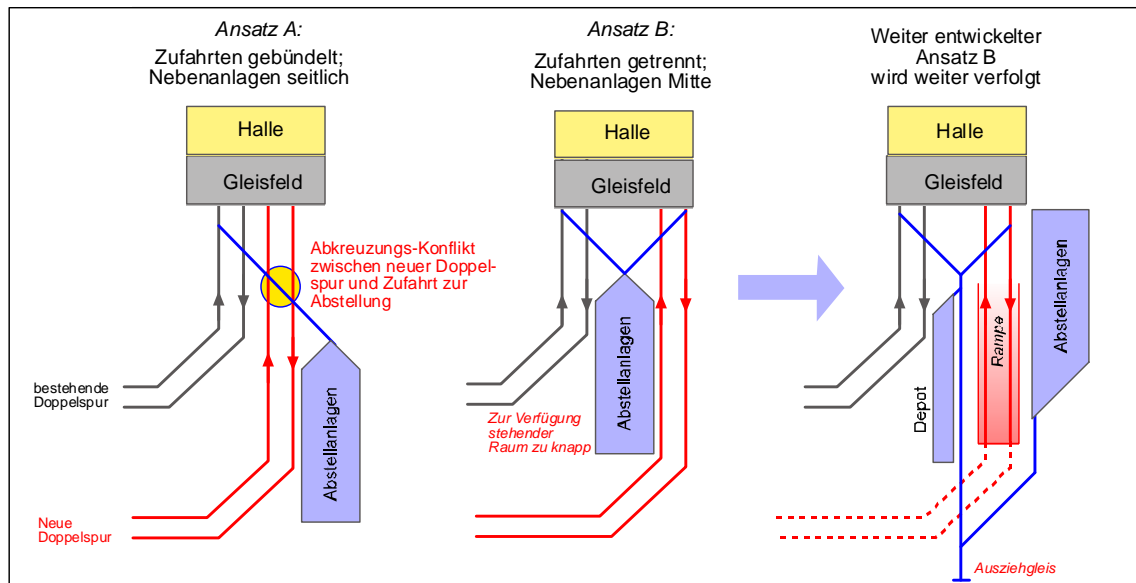 Ansatz A:
Zufahrten gebündelt;
Nebenanlagen seitlich
Halle
Gleisfeld
Abkreuzungs-Konflikt
zwischen neuer Doppel-
spur und Zufahrt zur
Abstellung
bestehende
Doppelspur
Abstellanlagen
Neue
Doppelspur
Ansatz B:
Zufahrten getrennt;
Nebenanlagen Mitte
Halle
Gleisfeld
Abstellanlagen
Zur Verfügung
stehender
Raum zu knapp
Weiter entwickelter
Ansatz B
wird weiter verfolgt
Halle
Gleisfeld
Abstellanlagen
Rampe
Depot
Ausziehgleis